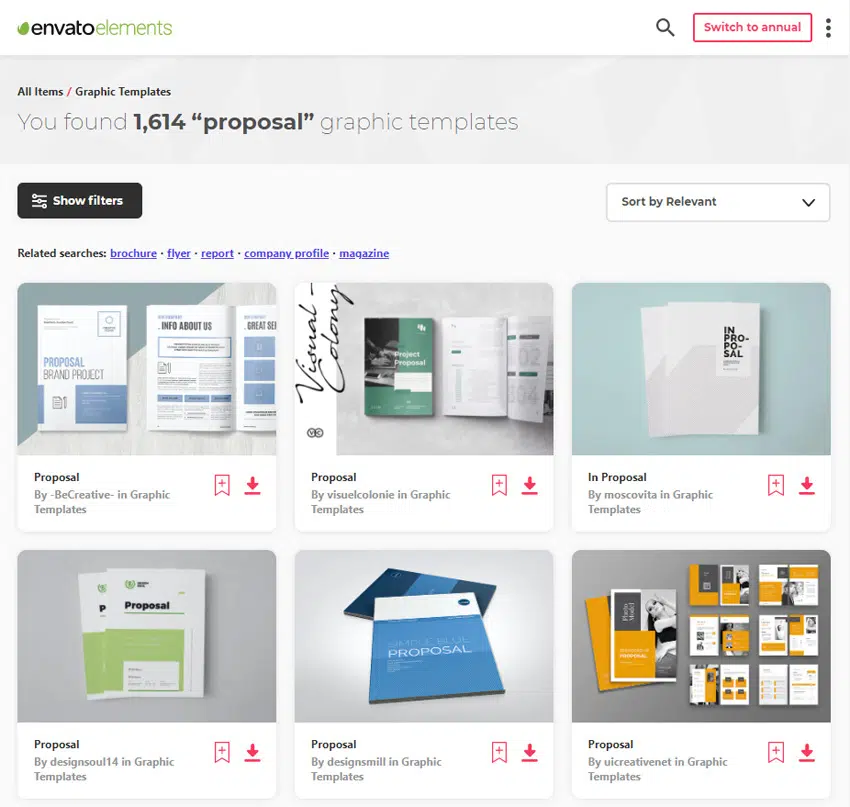 envatoelements
Switch to annual
All Items / Graphic Templates
You found 1,614 “proposal” graphic templates
Show filters
Sort by Relevant
Related searches: brochure · flyer · report · company profile · magazine
PROPOSAL
BRAND PROJECT
. INFO ABOUT US
. GREAT SE
Visual -
Colony
Project
Proposal
IN
PRO-
PO-
SAL
Proposal
By -BeCreative- in Graphic
Templates
Proposal
By visuelcolonie in Graphic
Templates
In Proposal
By moscovita in Graphic
Templates
P
Proposal
SIMPLE BLUE
PROPOSAL
Photo
Model
PROPOSAL
Proposal
By designsoul14 in Graphic
Templates
Proposal
By designsmill in Graphic
Templates
Proposal
By uicreativenet in Graphic
Templates